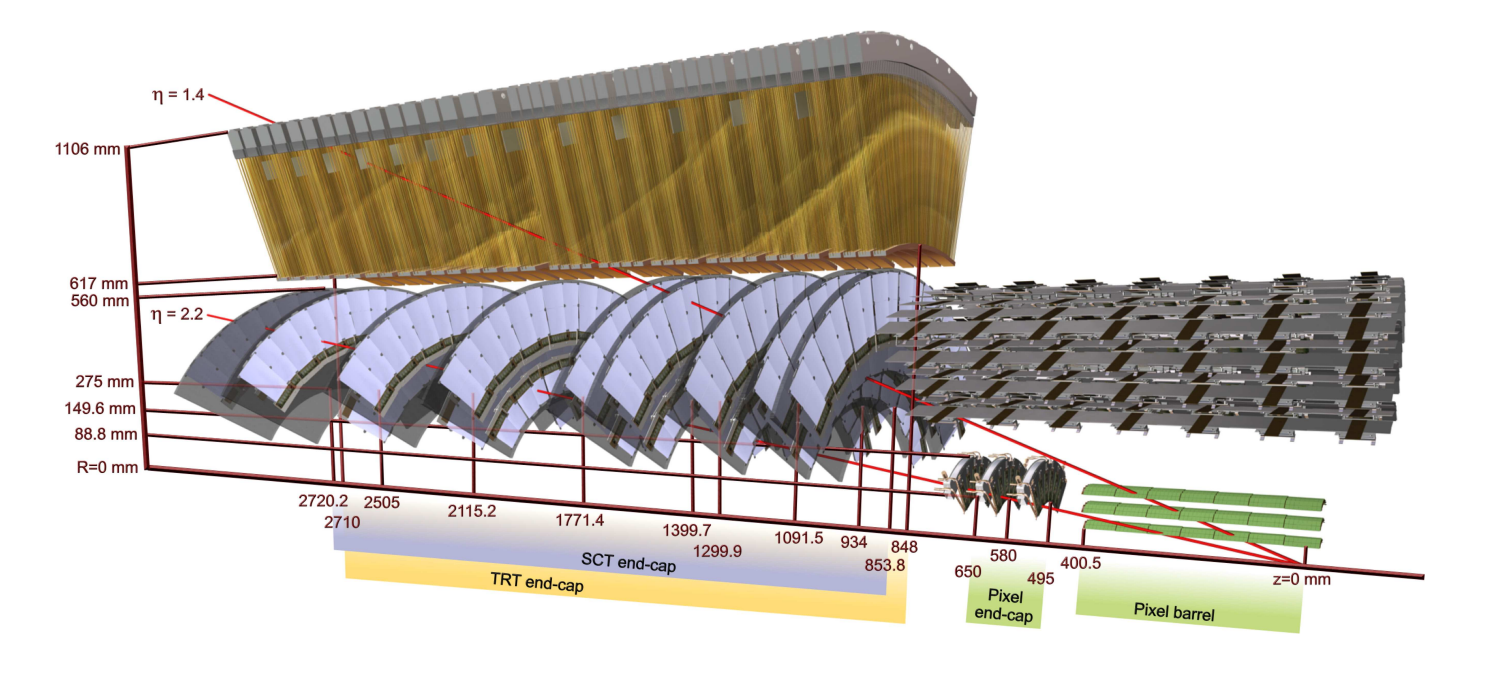 η = 1.4
1106 mm
617 mm
560 mm
η = 2.2
275 mm
149.6 mm
88.8 mm
R=0 mm
2720.2
2710
2505
2115.2
1771.4
1399.7
1299.9
1091.5
934
853.8
848
650
580
495
400.5
z=0 mm
SCT end-cap
TRT end-cap
Pixel
end-cap
Pixel barrel